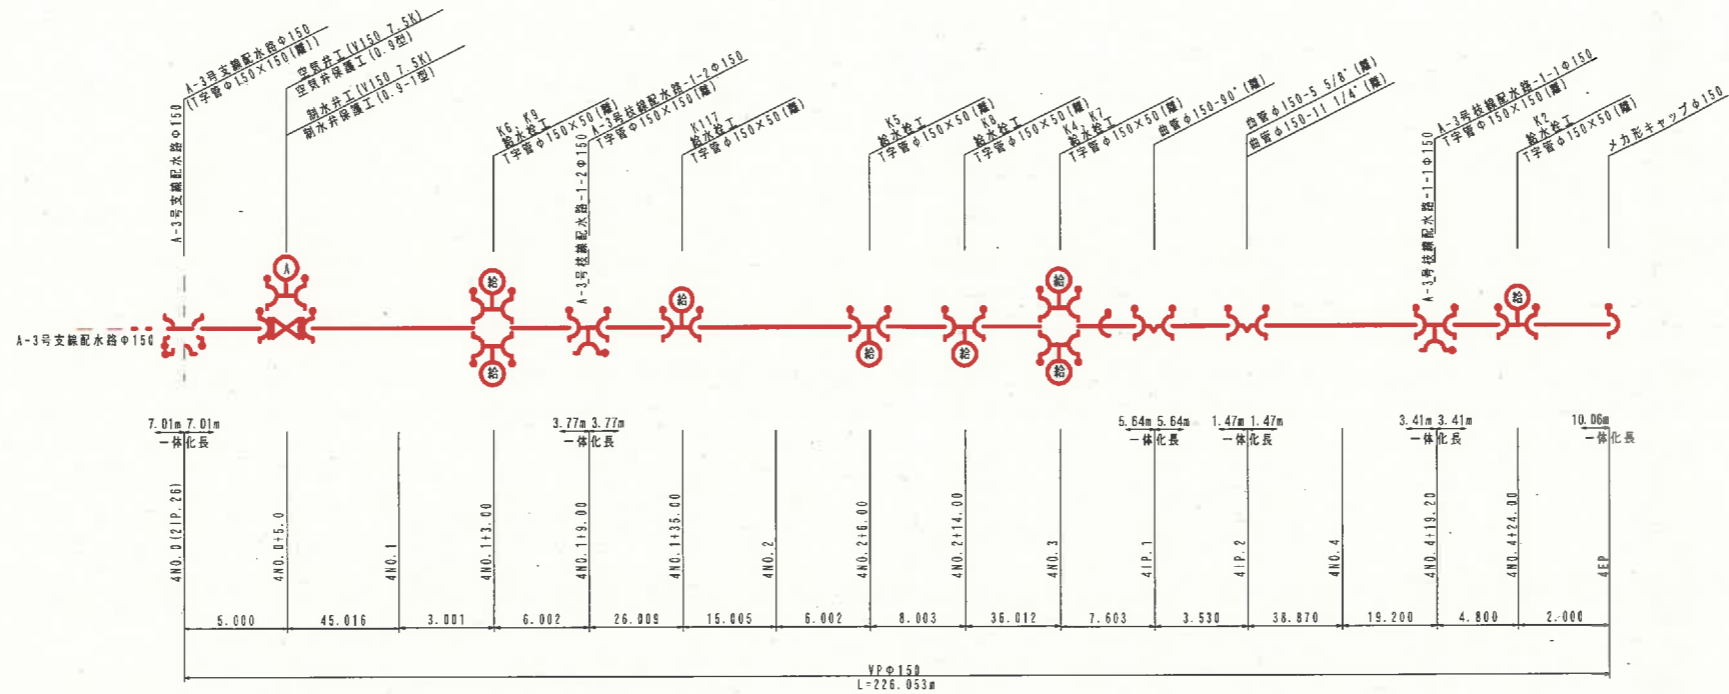 A-3号支線配水路Φ150
(T字管Φ150×150(離))
A-3号支線配水路Φ150
空気弁工(V150 7.5K)
空気弁保護工(0.9型)
制水弁工(V150 7.5K)
制水弁保護工(0.9-1型)
K6、K9
給水栓工
T字管φ150×50(離)
A-3号枝線配水路-1-2Φ150
T字管Φ150×150(離)
A-3号枝線配水路-1-2Φ150
K117
給水栓工
T字管φ150×50(離)
K5
給水栓工
T字管φ150×50(離)
K8
給水栓工
T字管φ150×50(離)
K4、K7
給水栓工
T字管φ150×50(離)
曲管φ150-90°(離)
曲管φ150-5 5/8°(離)
曲管φ150-11 1/4°(離)
A-3号枝線配水路-1-1Φ150
T字管Φ150×150(離)
A-3号枝線配水路-1-1Φ150
K2
給水栓工
T字管φ150×50(離)
メカ形キャップφ150
A
給
給
給
給
給
給
給
給
A-3号支線配水路Φ150
7.01m 7.01m
一体化長
3.77m 3.77m
一体化長
5.64m 5.64m
一体化長
1.47m 1.47m
一体化長
3.41m 3.41m
一体化長
10.06m
一体化長
4NO.0(2IP.26)
4NO.0+5.0
4NO.1
4NO.1+3.00
4NO.1+9.00
4NO.1+35.00
4NO.2
4NO.2+6.00
4NO.2+14.00
4NO.3
4IP.1
4IP.2
4NO.4
4NO.4+19.20
4NO.4+24.00
4EP
5.000 45.016 3.001 6.002 26.009 15.005 6.002 8.003 36.012 7.603 3.530 38.870 19.200 4.800 2.000
VPΦ150
L=226.053m